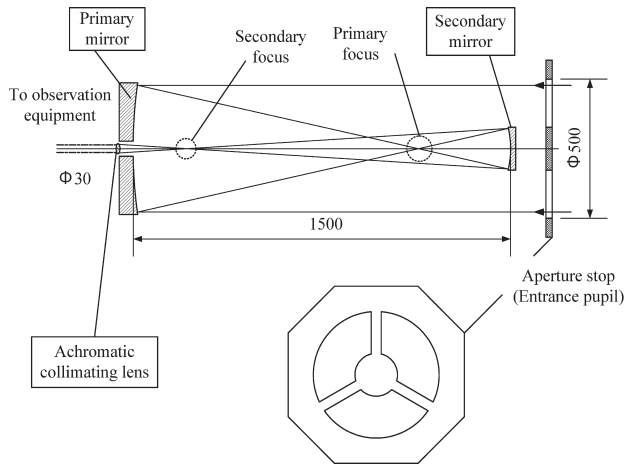 Primary
mirror
Secondary
focus
Primary
focus
Secondary
mirror
To observation
equipment
Φ30
Φ500
1500
Aperture stop
(Entrance pupil)
Achromatic
collimating lens